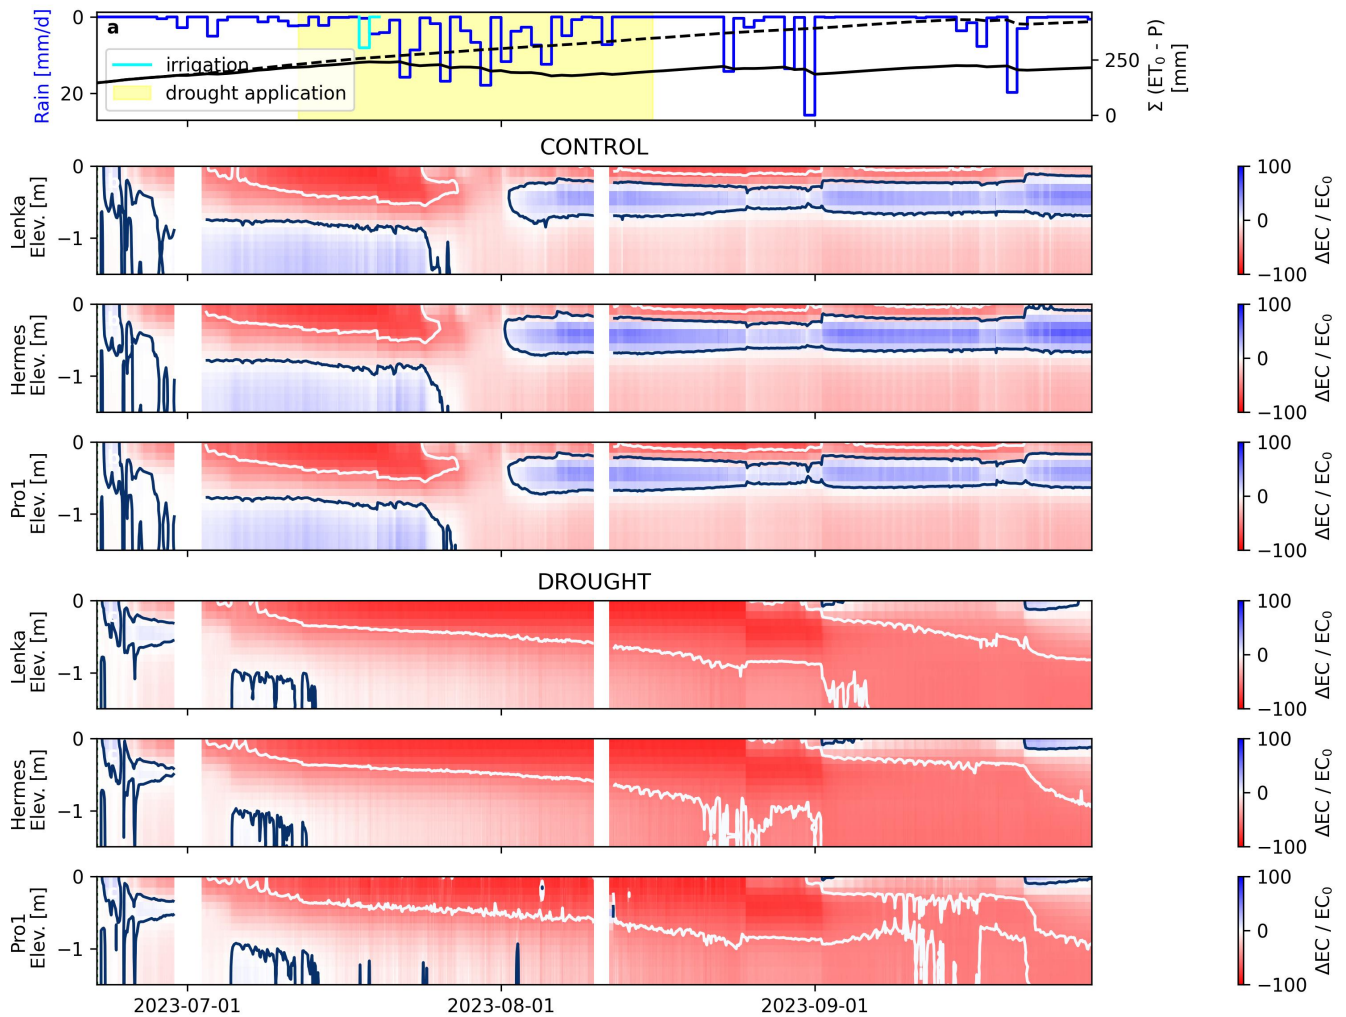 a
0
20
Rain [mm/d]
irrigation
drought application
250
0
Σ (ET₀ - P)
[mm]
CONTROL
Lenka
Elev. [m]
0
−1
100
0
−100
ΔEC / EC₀
Hermes
Elev. [m]
0
−1
100
0
−100
ΔEC / EC₀
Pro1
Elev. [m]
0
−1
100
0
−100
ΔEC / EC₀
DROUGHT
Lenka
Elev. [m]
0
−1
100
0
−100
ΔEC / EC₀
Hermes
Elev. [m]
0
−1
100
0
−100
ΔEC / EC₀
Pro1
Elev. [m]
0
−1
100
0
−100
ΔEC / EC₀
2023-07-01 2023-08-01 2023-09-01